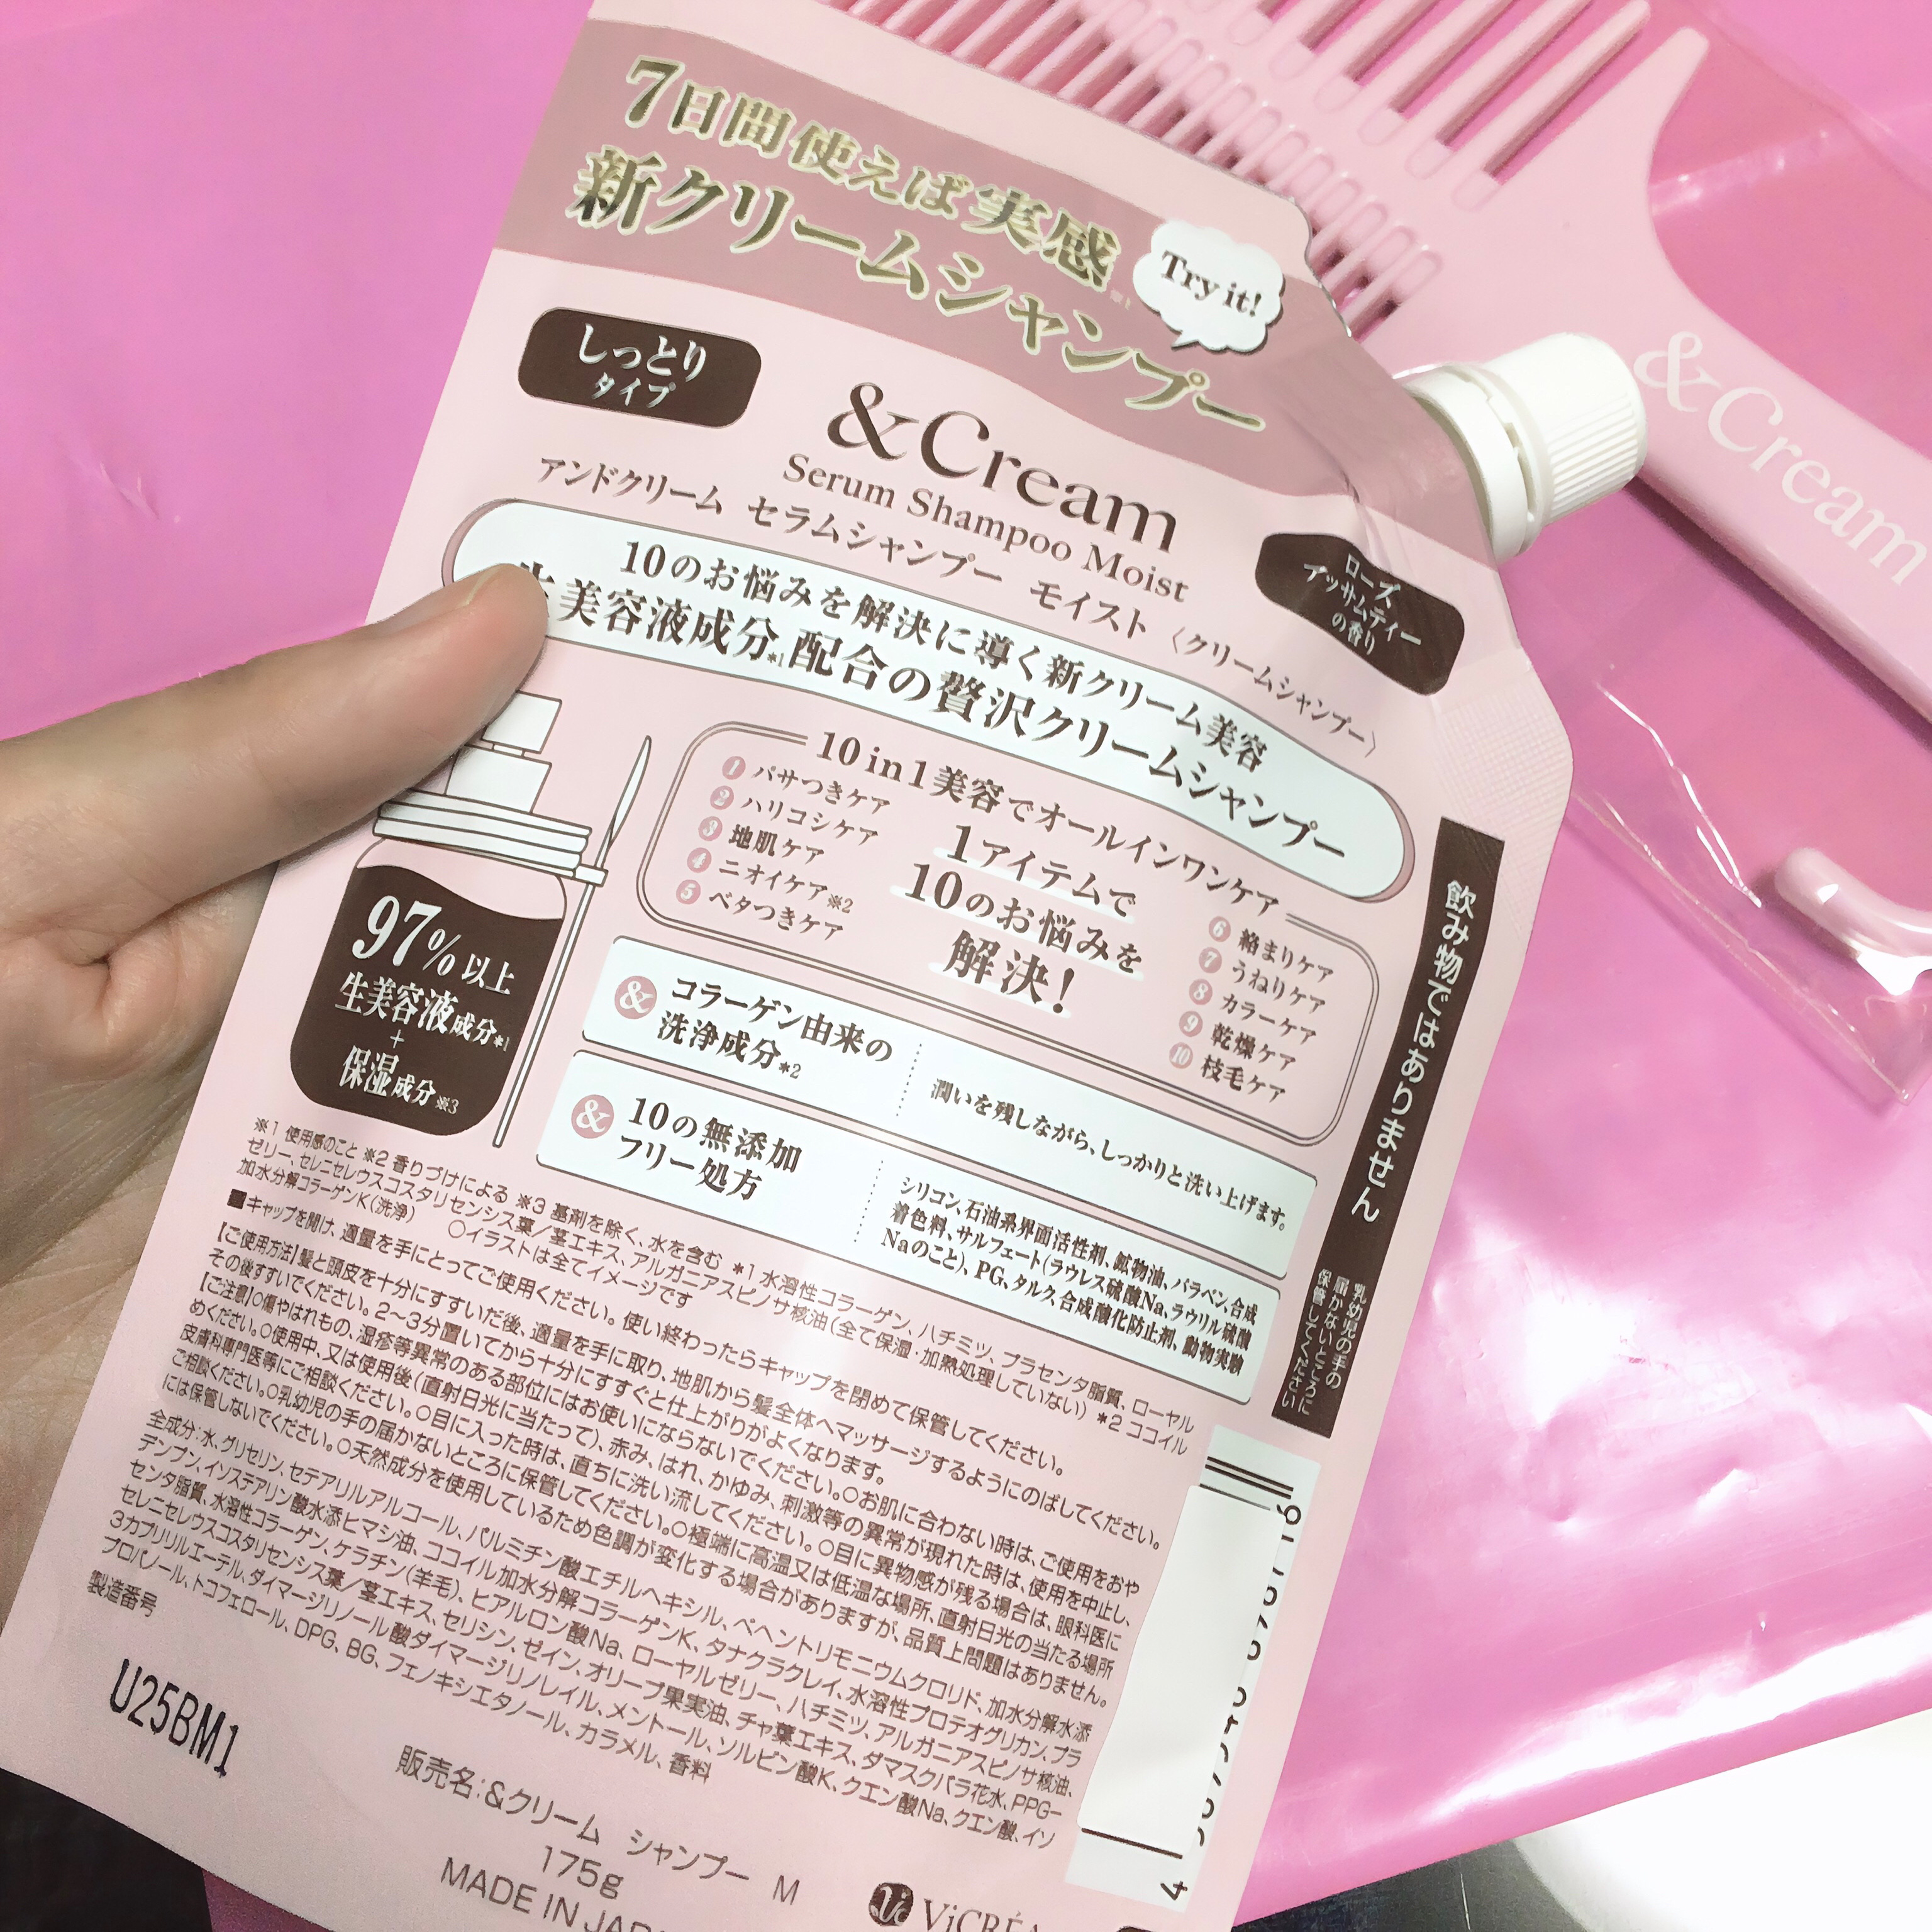 7日間使えば実感※1
新クリームシャンプー
Try it!
しっとり
タイプ
&Cream
Serum Shampoo Moist
アンドクリーム セラムシャンプー モイスト〈クリームシャンプー〉
ローズ
アッサムティー
の香り
10のお悩みを解決に導く新クリーム美容
生美容液成分*1配合の贅沢クリームシャンプー
10in1美容でオールインワンケア
1 パサつきケア
2 ハリコシケア
3 地肌ケア
4 ニオイケア※2
5 ベタつきケア
1アイテムで
10のお悩みを
解決!
6 絡まりケア
7 うねりケア
8 カラーケア
9 乾燥ケア
10 枝毛ケア
97%以上
生美容液成分*1
+
保湿成分※3
& コラーゲン由来の
洗浄成分*2
潤いを残しながら、しっかりと洗い上げます。
& 10の無添加
フリー処方
シリコン、石油系界面活性剤、鉱物油、パラベン、合成
着色料、サルフェート(ラウレス硫酸Na、ラウリル硫酸
Naのこと)、PG、タルク、合成酸化防止剤、動物実験
飲み物ではありません
乳幼児の手の
届かないところに
保管してください
※1 使用感のこと ※2 香りづけによる ※3 基剤を除く、水を含む *1 水溶性コラーゲン、ハチミツ、プラセンタ脂質、ローヤル
ゼリー、セレニセレウスコスタリセンシス葉/茎エキス、アルガニアスピノサ核油(全て保湿・加熱処理していない) *2 ココイル
加水分解コラーゲンK(洗浄) ○イラストは全てイメージです
■キャップを開け、適量を手にとってご使用ください。使い終わったらキャップを閉めて保管してください。
【ご使用方法】髪と頭皮を十分にすすいだ後、適量を手に取り、地肌から髪全体へマッサージするようにのばしてください。
その後すすいでください。2～3分置いてから十分にすすぐと仕上がりがよくなります。
【ご注意】○傷やはれもの、湿疹等異常のある部位にはお使いにならないでください。○お肌に合わない時は、ご使用をおや
めください。○使用中、又は使用後(直射日光に当たって)、赤み、はれ、かゆみ、刺激等の異常が現れた時は、使用を中止し、
皮膚科専門医等にご相談ください。○目に入った時は、直ちに洗い流してください。○目に異物感が残る場合は、眼科医に
ご相談ください。○乳幼児の手の届かないところに保管してください。○極端に高温又は低温な場所、直射日光の当たる場所
には保管しないでください。○天然成分を使用しているため色調が変化する場合がありますが、品質上問題はありません。
全成分:水、グリセリン、セテアリルアルコール、パルミチン酸エチルヘキシル、ベヘントリモニウムクロリド、加水分解水添
デンプン、イソステアリン酸水添ヒマシ油、ココイル加水分解コラーゲンK、タナクラクレイ、水溶性プロテオグリカン、プラ
センタ脂質、水溶性コラーゲン、ケラチン(羊毛)、ヒアルロン酸Na、ローヤルゼリー、ハチミツ、アルガニアスピノサ核油、
セレニセレウスコスタリセンシス葉/茎エキス、セリシン、ゼイン、オリーブ果実油、チャ葉エキス、ダマスクバラ花水、PPG-
3カプリリルエーテル、ダイマージリノール酸ダイマージリノレイル、メントール、ソルビン酸K、クエン酸Na、クエン酸、イソ
プロパノール、トコフェロール、DPG、BG、フェノキシエタノール、カラメル、香料
製造番号
U25BM1
販売名:&クリーム シャンプー M
175g
MADE IN
ViCRÉA
&Cream